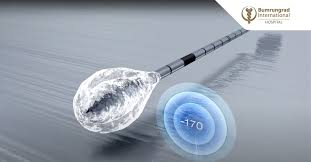 Bumrungrad
International
HOSPITAL
-170